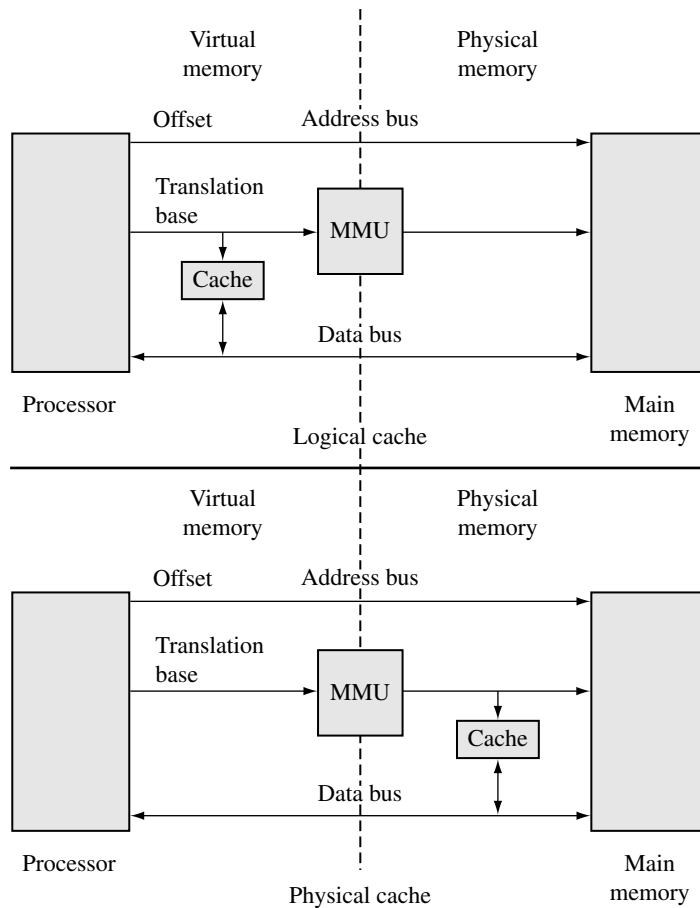 Virtual
memory
Physical
memory
Offset
Address bus
Translation
base
MMU
Cache
Data bus
Processor
Main
memory
Logical cache
Virtual
memory
Physical
memory
Offset
Address bus
Translation
base
MMU
Cache
Data bus
Processor
Main
memory
Physical cache